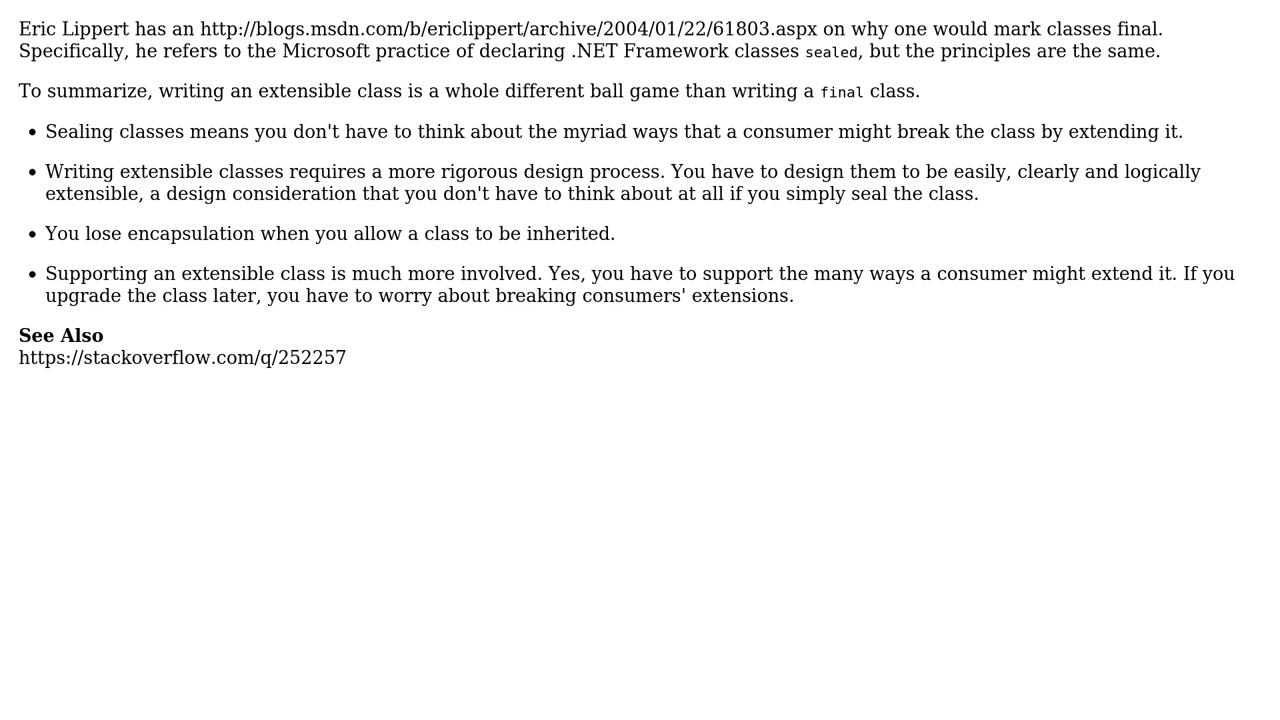 Eric Lippert has an http://blogs.msdn.com/b/ericlippert/archive/2004/01/22/61803.aspx on why one would mark classes final.
Specifically, he refers to the Microsoft practice of declaring .NET Framework classes sealed, but the principles are the same.
To summarize, writing an extensible class is a whole different ball game than writing a final class.
• Sealing classes means you don't have to think about the myriad ways that a consumer might break the class by extending it.
• Writing extensible classes requires a more rigorous design process. You have to design them to be easily, clearly and logically
extensible, a design consideration that you don't have to think about at all if you simply seal the class.
• You lose encapsulation when you allow a class to be inherited.
• Supporting an extensible class is much more involved. Yes, you have to support the many ways a consumer might extend it. If you
upgrade the class later, you have to worry about breaking consumers' extensions.
See Also
https://stackoverflow.com/q/252257